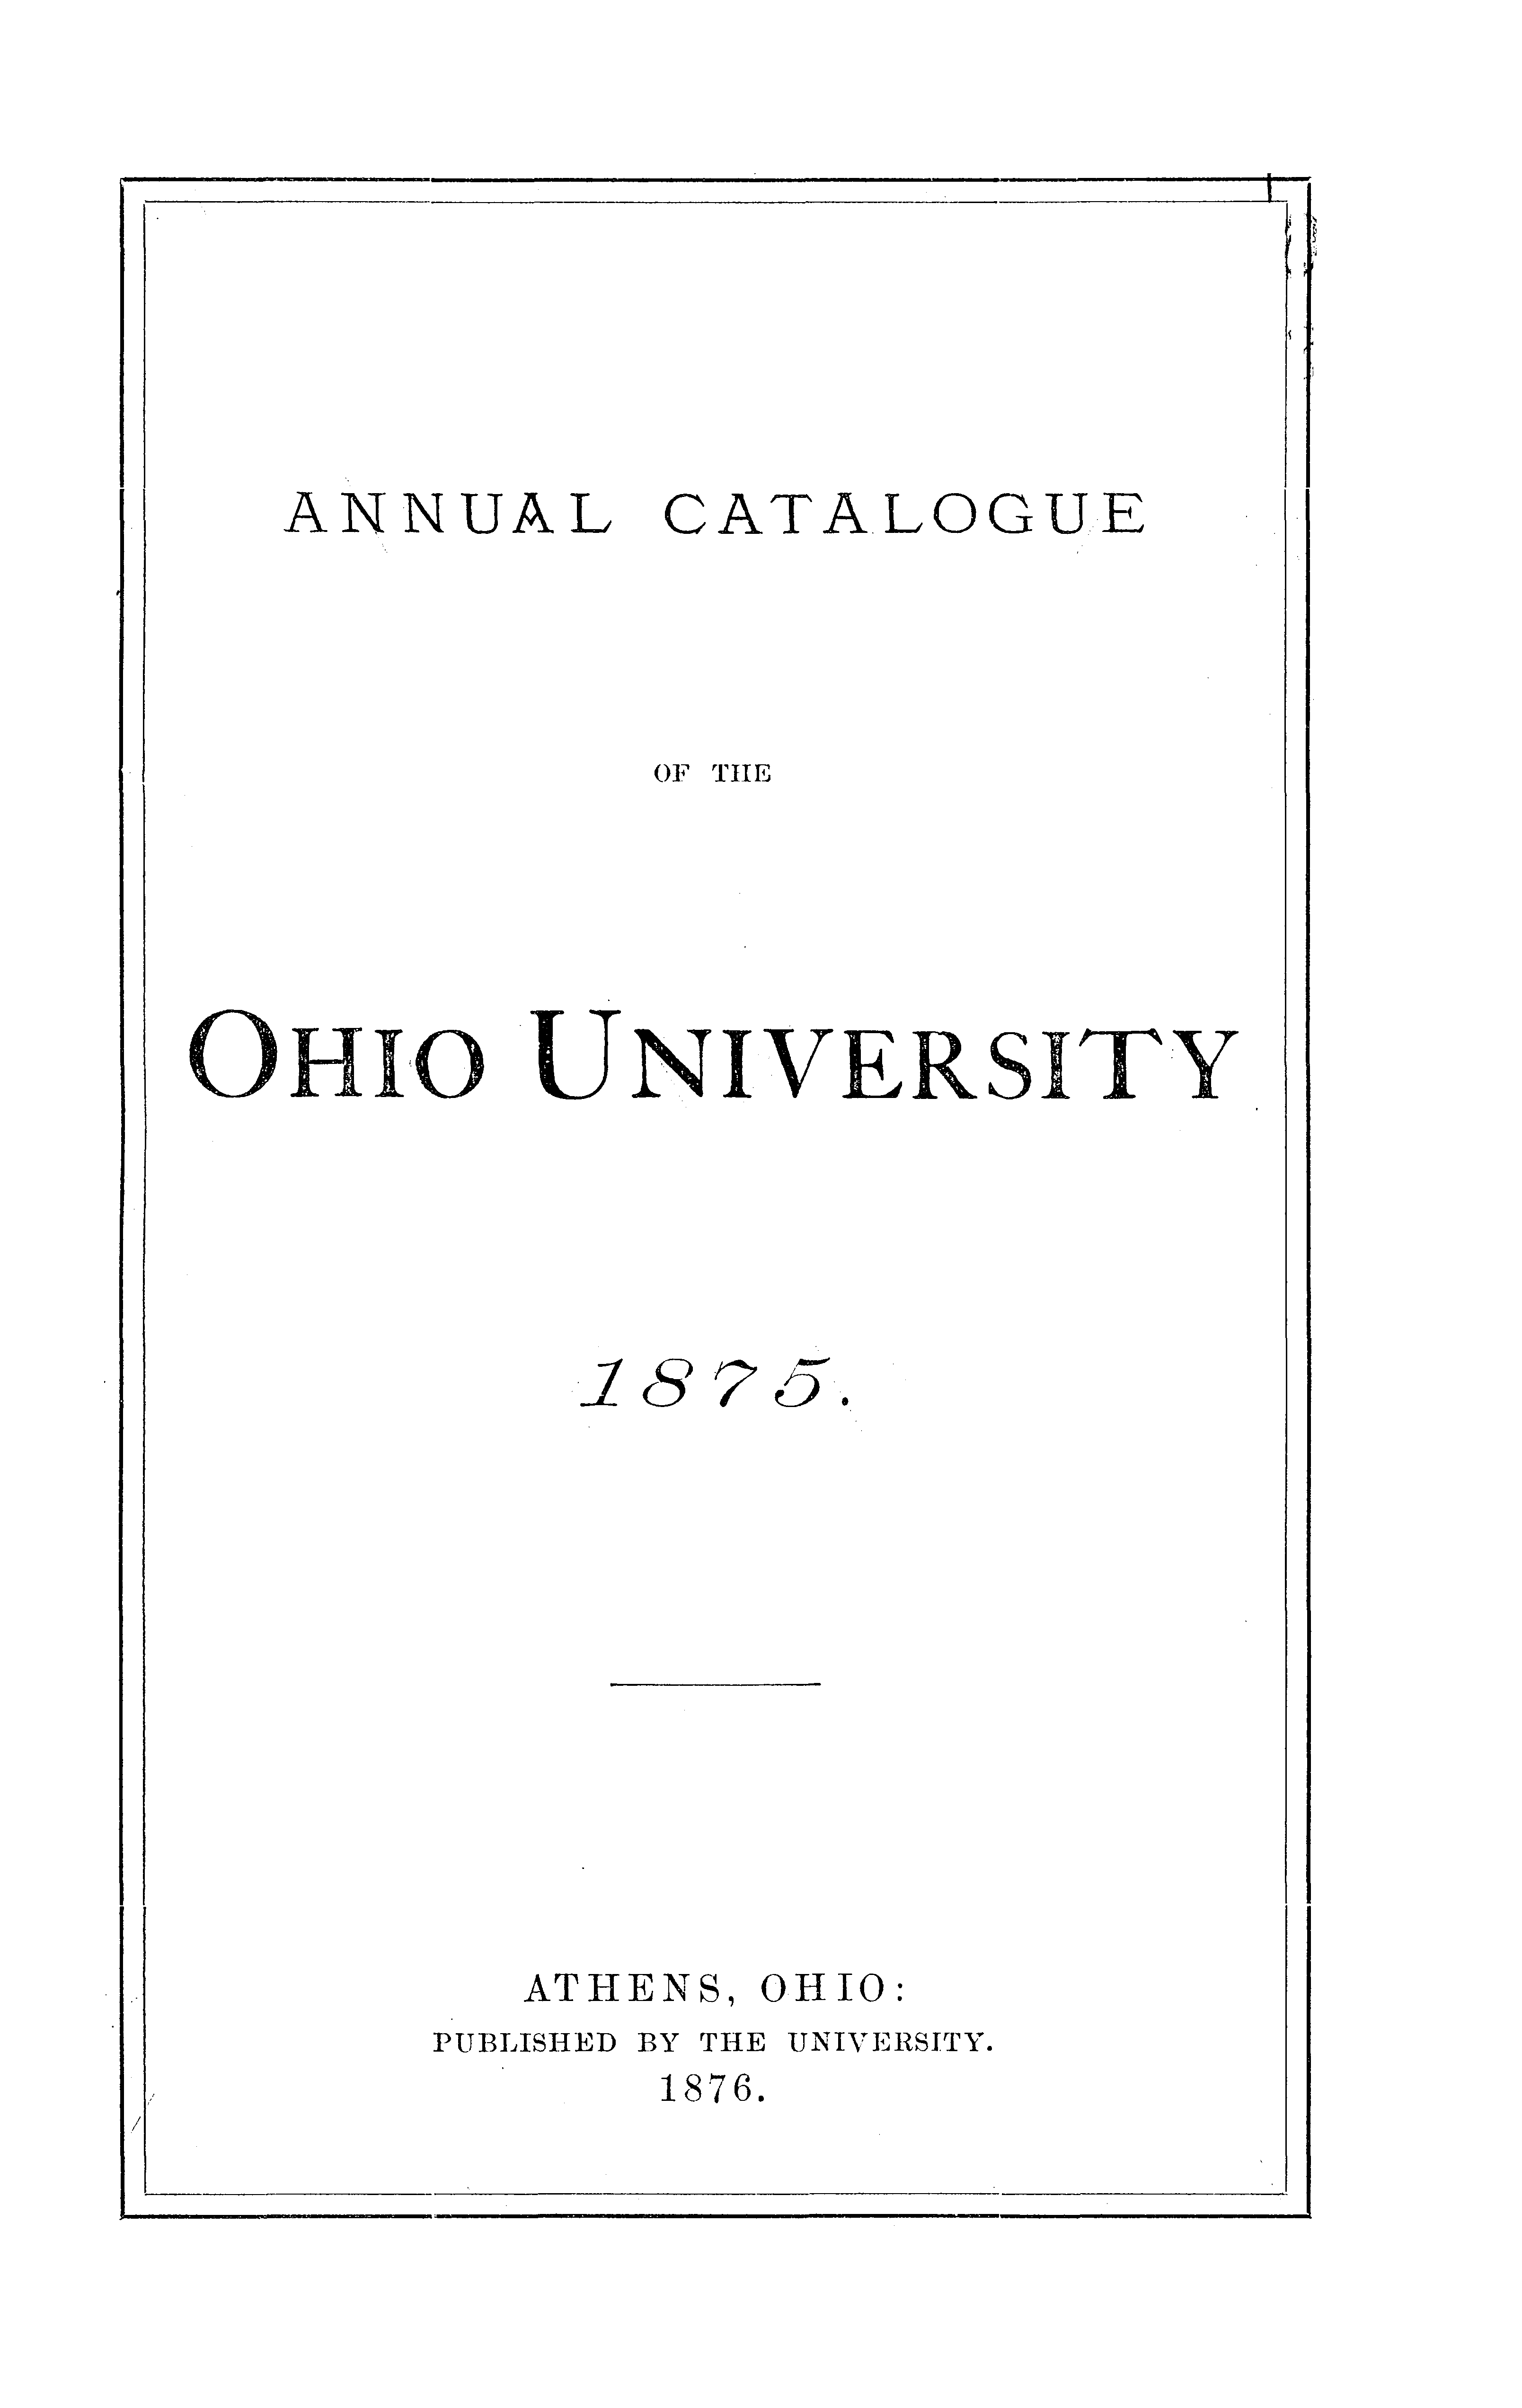 ANNUAL CATALOGUE
OF THE
OHIO UNIVERSITY
1875.
ATHENS, OHIO:
PUBLISHED BY THE UNIVERSITY.
1876.